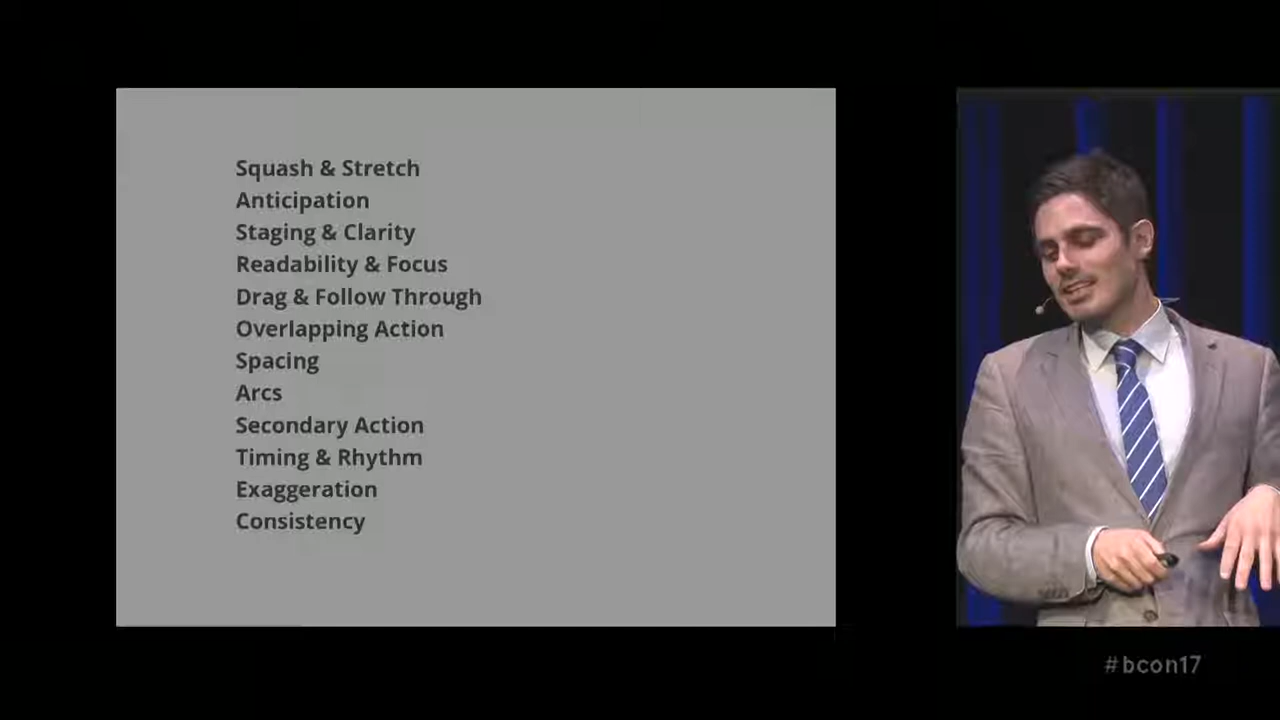 Squash & Stretch
Anticipation
Staging & Clarity
Readability & Focus
Drag & Follow Through
Overlapping Action
Spacing
Arcs
Secondary Action
Timing & Rhythm
Exaggeration
Consistency
#bcon17